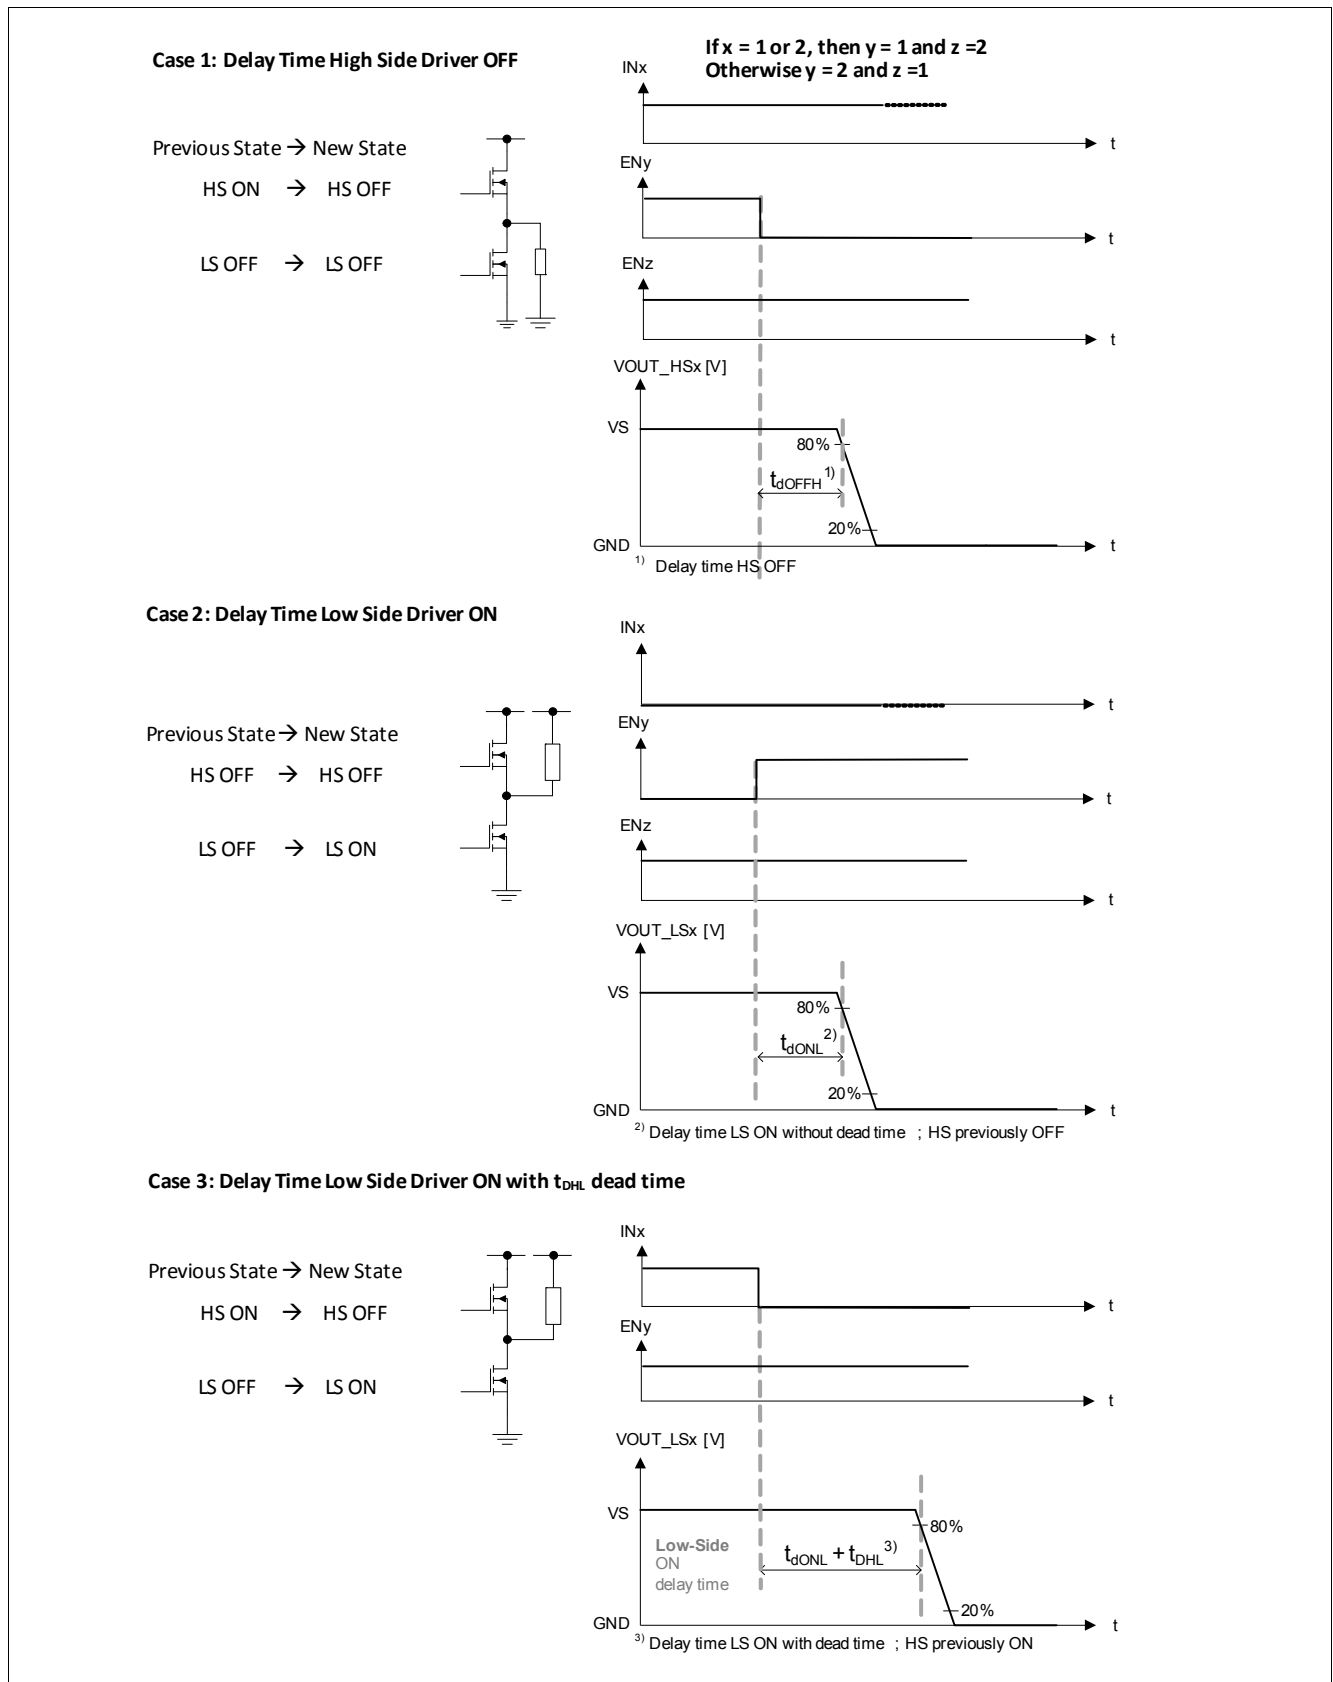 Case 1: Delay Time High Side Driver OFF
If x = 1 or 2, then y = 1 and z =2
Otherwise y = 2 and z =1
Previous State → New State
HS ON → HS OFF
LS OFF → LS OFF
INx
t
ENy
t
ENz
t
VOUT_HSx [V]
VS
80%
tdOFFH 1)
20%
GND
t
1) Delay time HS OFF
Case 2: Delay Time Low Side Driver ON
Previous State → New State
HS OFF → HS OFF
LS OFF → LS ON
INx
t
ENy
t
ENz
t
VOUT_LSx [V]
VS
80%
tdONL 2)
20%
GND
t
2) Delay time LS ON without dead time ; HS previously OFF
Case 3: Delay Time Low Side Driver ON with tDHL dead time
Previous State → New State
HS ON → HS OFF
LS OFF → LS ON
INx
t
ENy
t
VOUT_LSx [V]
VS
80%
Low-Side
ON
delay time
tdONL + tDHL 3)
20%
GND
t
3) Delay time LS ON with dead time ; HS previously ON